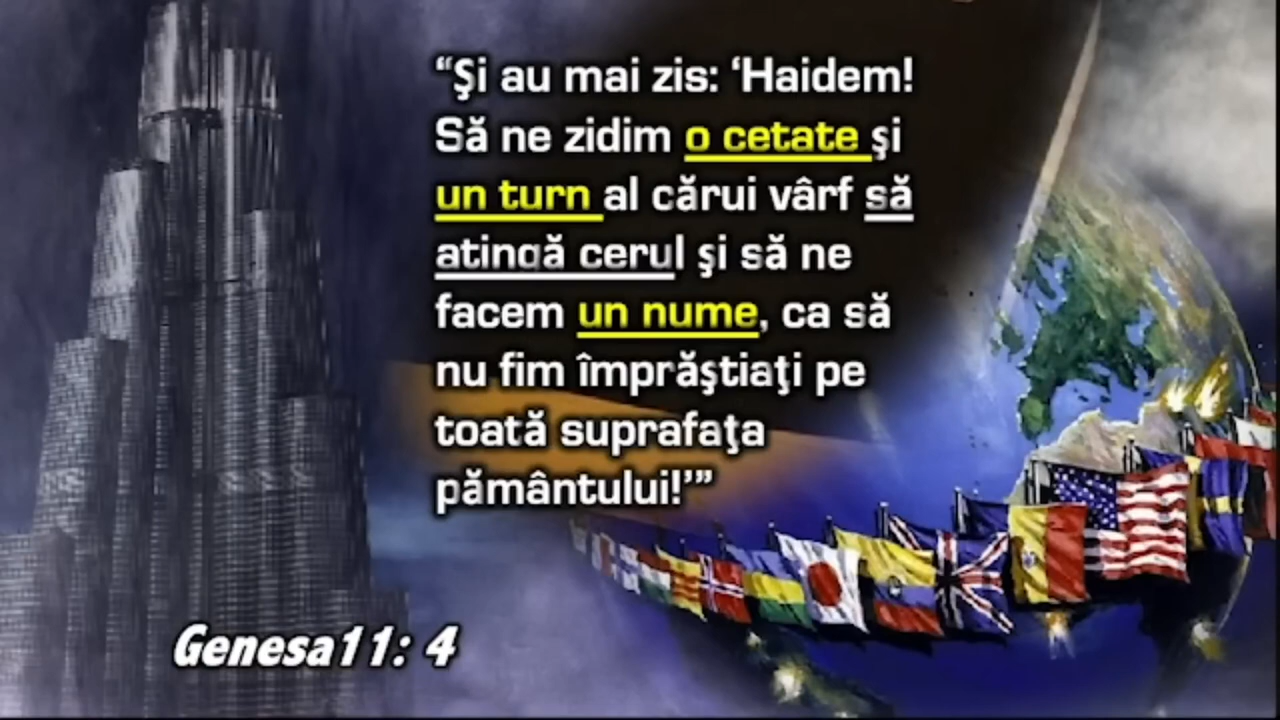 “Şi au mai zis: ‘Haidem!
Să ne zidim o cetate şi
un turn al cărui vârf să
atingă cerul şi să ne
facem un nume, ca să
nu fim împrăştiaţi pe
toată suprafaţa
pământului!’”
Genesa11: 4